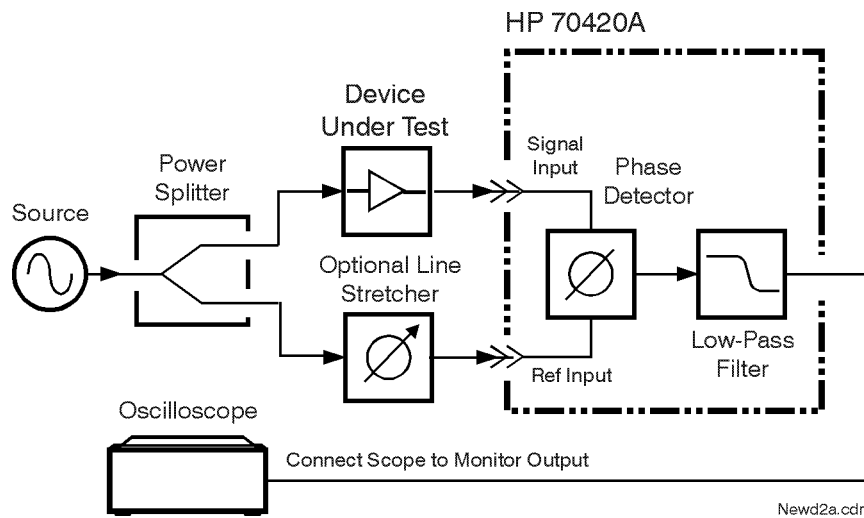 HP 70420A
Device
Under Test
Signal
Input
Phase
Detector
Power
Splitter
Source
Optional Line
Stretcher
Low-Pass
Filter
Ref Input
Oscilloscope
Connect Scope to Monitor Output
Newd2a.cdr